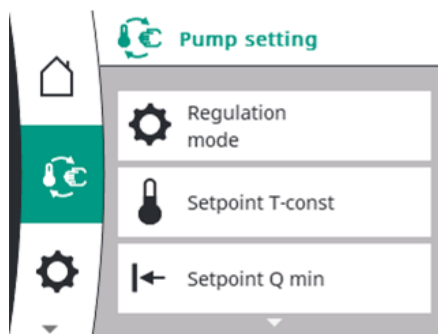 Pump setting
Regulation
mode
Setpoint T-const
Setpoint Q min